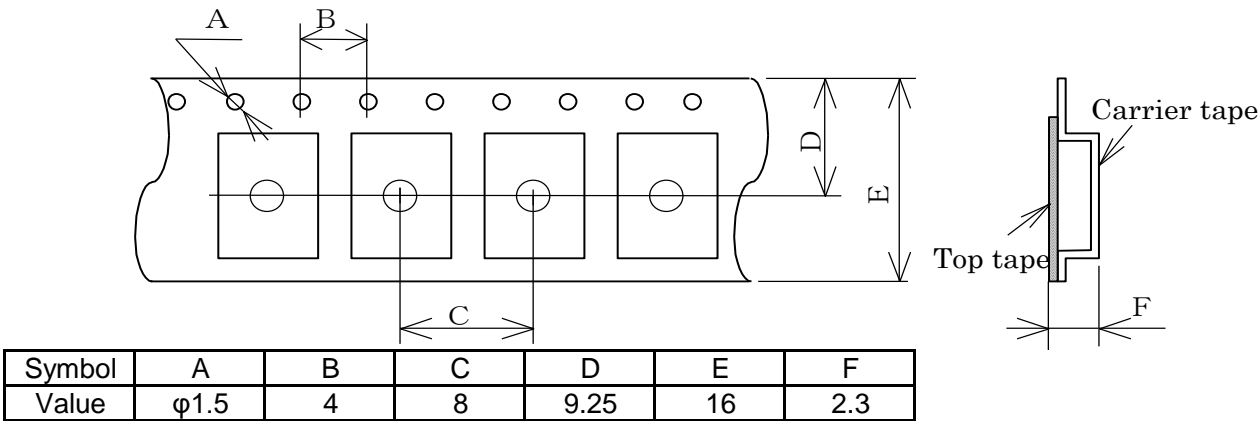 A
B
Carrier tape
D
E
Top tape
C
F
Symbol A B C D E F
Value φ1.5 4 8 9.25 16 2.3